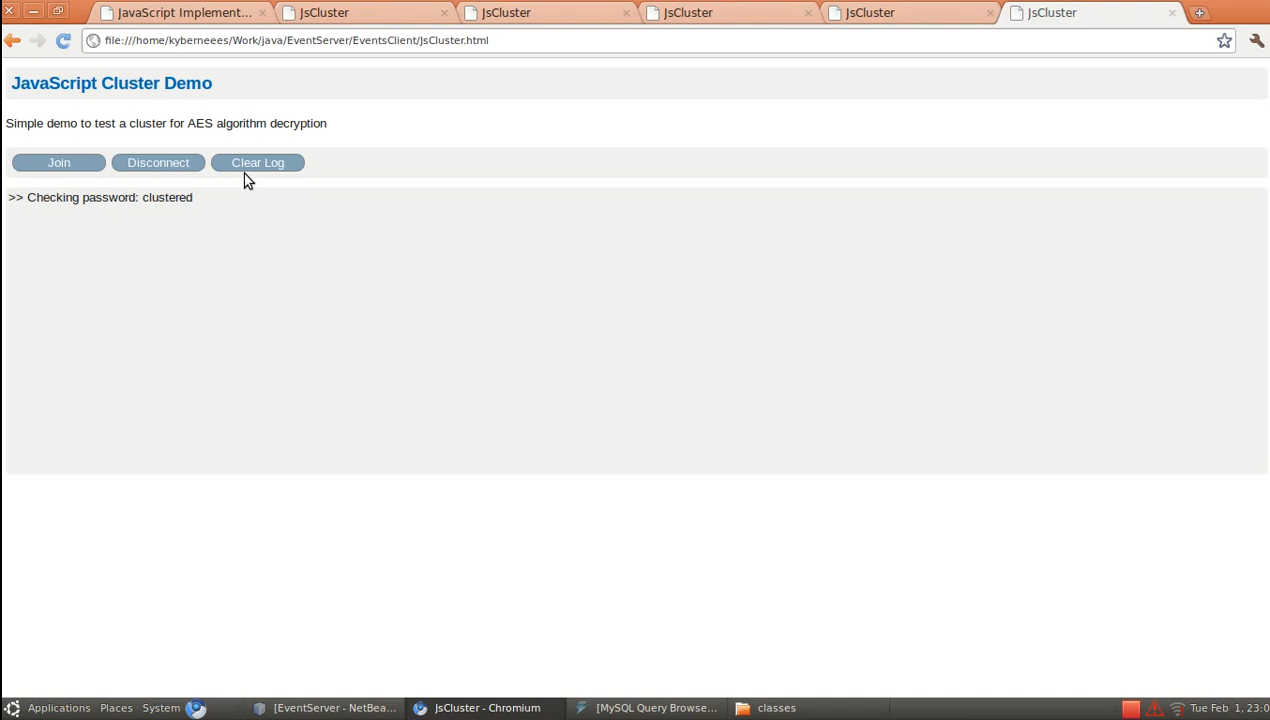 JavaScript Implement...
JsCluster
JsCluster
JsCluster
JsCluster
JsCluster
file:///home/kyberneees/Work/java/EventServer/EventsClient/JsCluster.html
JavaScript Cluster Demo
Simple demo to test a cluster for AES algorithm decryption
Join Disconnect Clear Log
>> Checking password: clustered
Applications Places System [EventServer - NetBea... JsCluster - Chromium [MySQL Query Browse... classes Tue Feb 1, 23:0